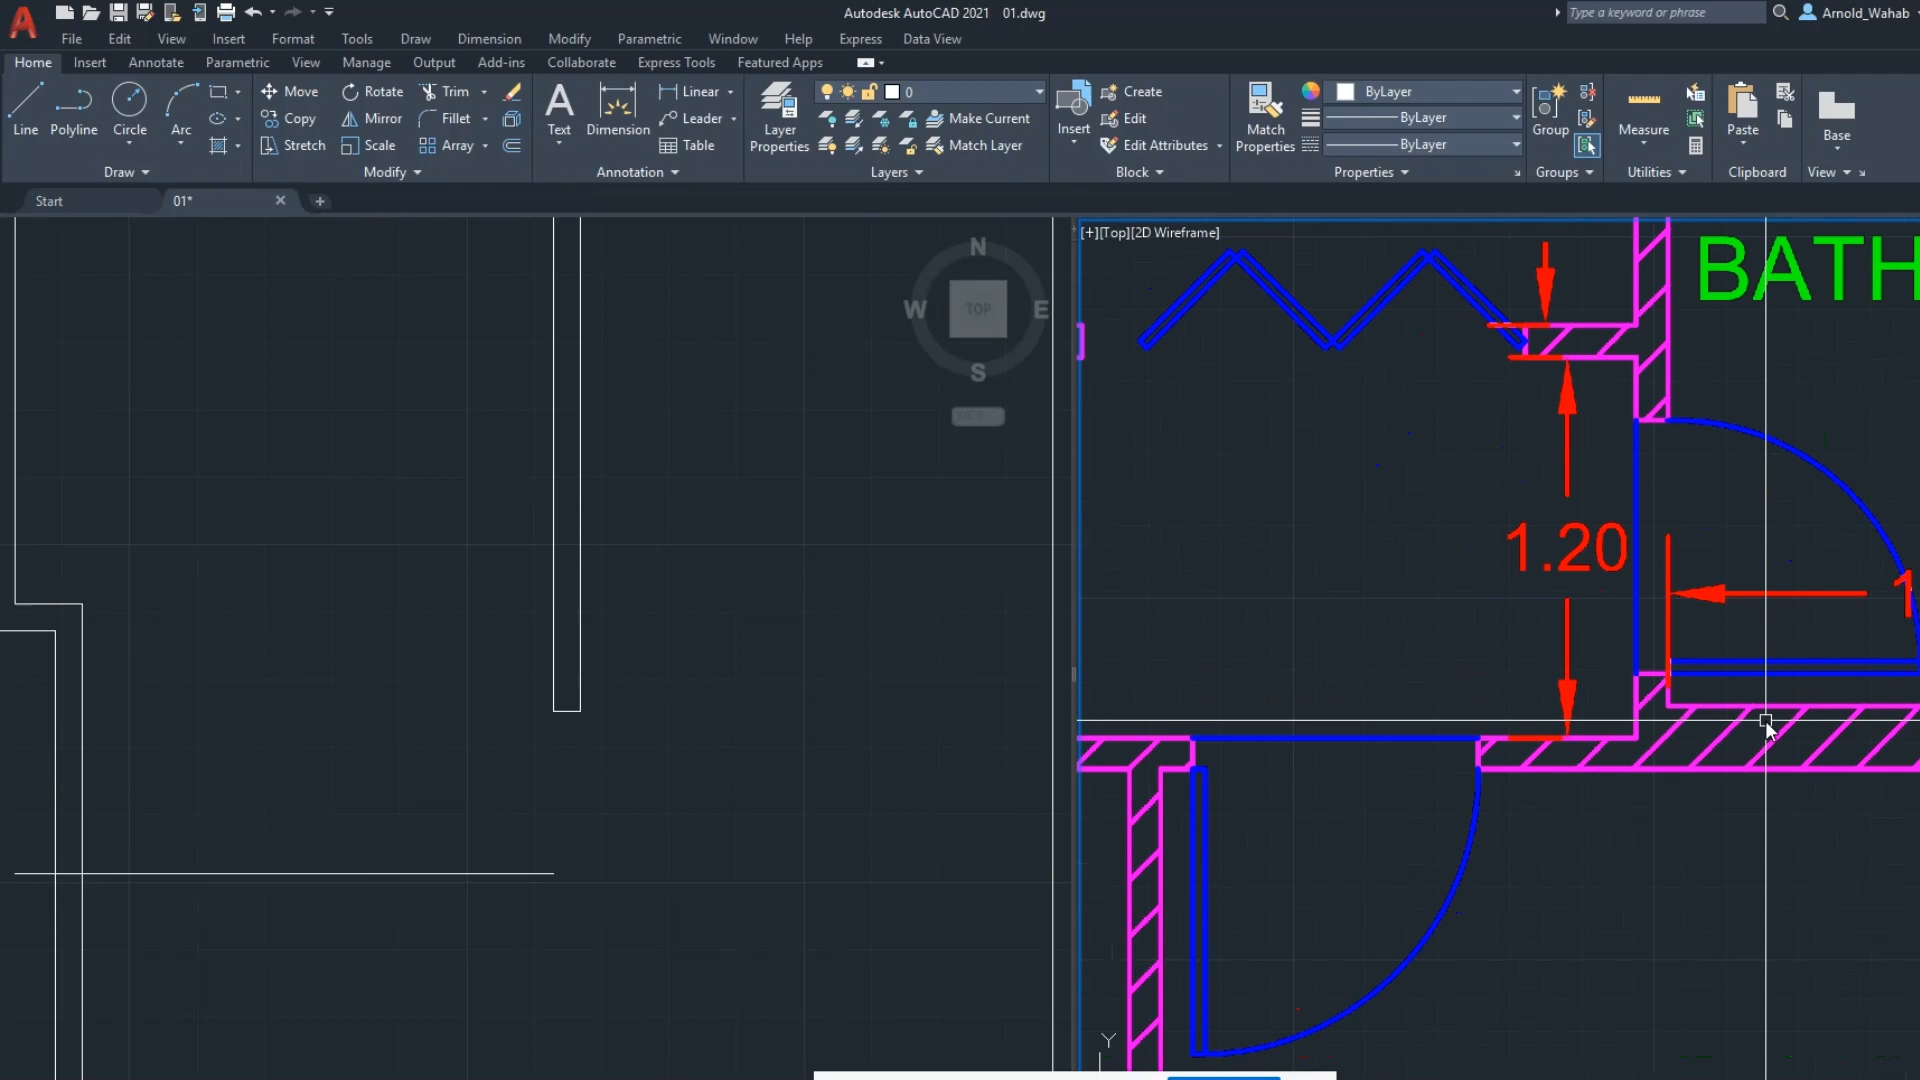 Autodesk AutoCAD 2021 01.dwg
Type a keyword or phrase
Arnold_Wahab
File Edit View Insert Format Tools Draw Dimension Modify Parametric Window Help Express Data View
Home Insert Annotate Parametric View Manage Output Add-ins Collaborate Express Tools Featured Apps
Line Polyline Circle Arc
Move Rotate Trim
Copy Mirror Fillet
Stretch Scale Array
Text Dimension
Linear
Leader
Table
Layer Properties
0
Make Current
Match Layer
Insert
Create
Edit
Edit Attributes
Match Properties
ByLayer
ByLayer
ByLayer
Group
Measure
Paste
Base
Draw Modify Annotation Layers Block Properties Groups Utilities Clipboard View
Start 01*
[+][Top][2D Wireframe]
N
W TOP E
S
WCS
BATH
1.20
1
Y